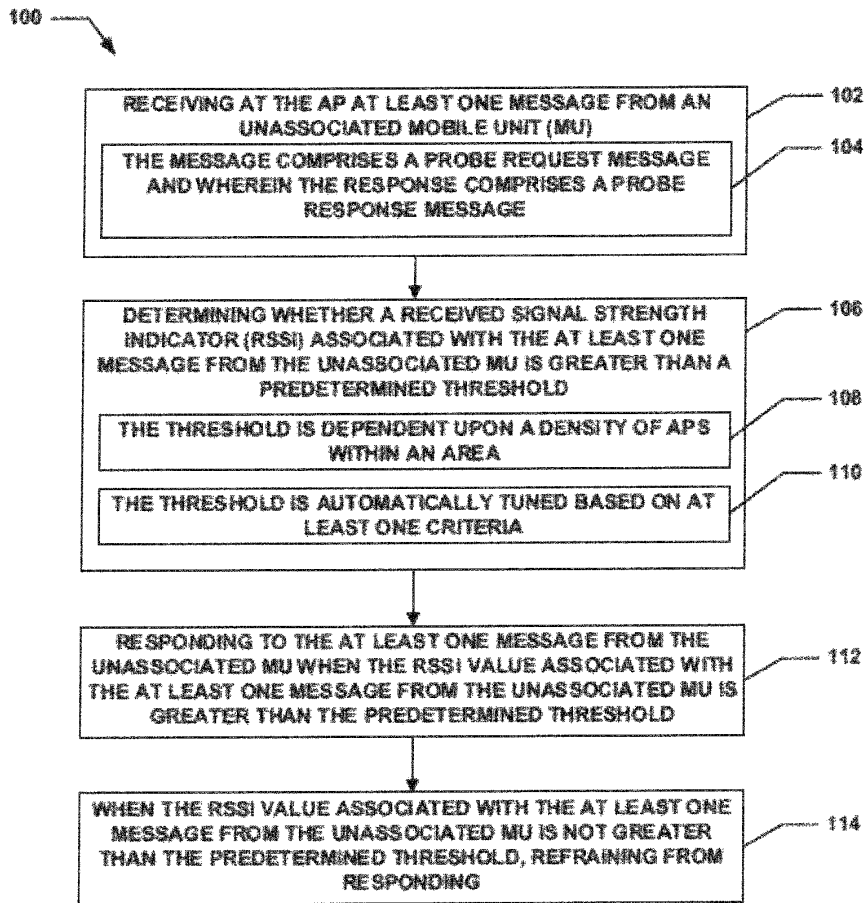 100
RECEIVING AT THE AP AT LEAST ONE MESSAGE FROM AN
UNASSOCIATED MOBILE UNIT (MU)
102
THE MESSAGE COMPRISES A PROBE REQUEST MESSAGE
AND WHEREIN THE RESPONSE COMPRISES A PROBE
RESPONSE MESSAGE
104
DETERMINING WHETHER A RECEIVED SIGNAL STRENGTH
INDICATOR (RSSI) ASSOCIATED WITH THE AT LEAST ONE
MESSAGE FROM THE UNASSOCIATED MU IS GREATER THAN A
PREDETERMINED THRESHOLD
106
THE THRESHOLD IS DEPENDENT UPON A DENSITY OF APS
WITHIN AN AREA
108
THE THRESHOLD IS AUTOMATICALLY TUNED BASED ON AT
LEAST ONE CRITERIA
110
RESPONDING TO THE AT LEAST ONE MESSAGE FROM THE
UNASSOCIATED MU WHEN THE RSSI VALUE ASSOCIATED WITH
THE AT LEAST ONE MESSAGE FROM THE UNASSOCIATED MU IS
GREATER THAN THE PREDETERMINED THRESHOLD
112
WHEN THE RSSI VALUE ASSOCIATED WITH THE AT LEAST ONE
MESSAGE FROM THE UNASSOCIATED MU IS NOT GREATER
THAN THE PREDETERMINED THRESHOLD, REFRAINING FROM
RESPONDING
114